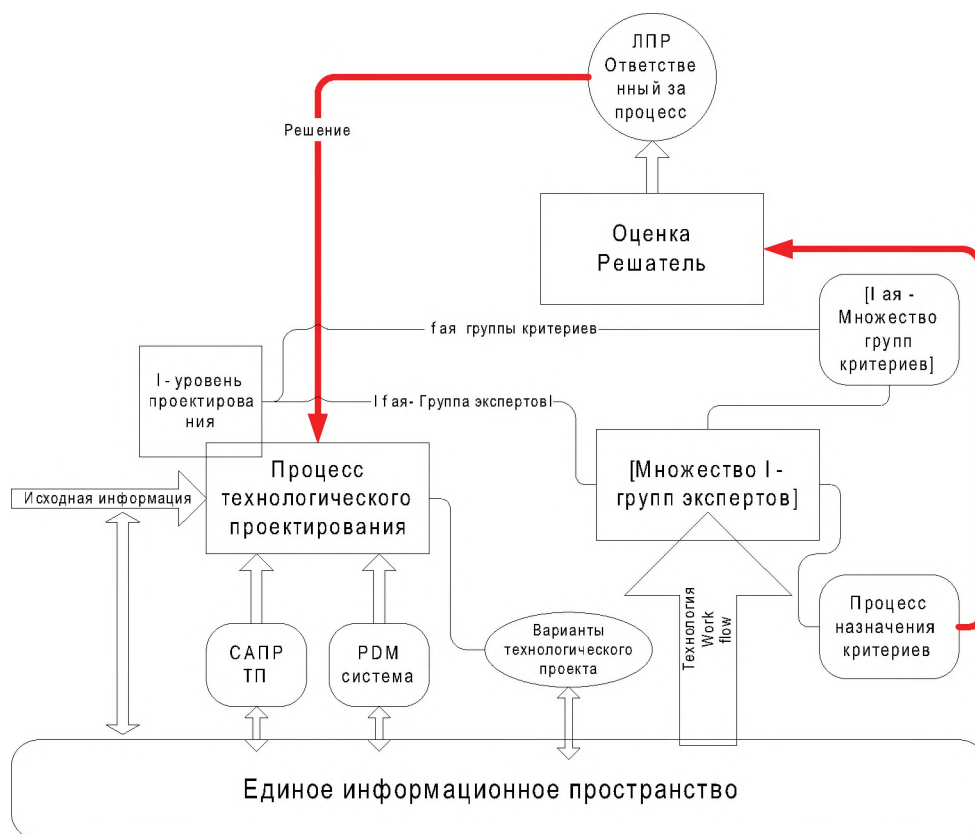 ЛПР
Ответстве
нный за
процесс
Решение
Оценка
Решатель
[I ая -
Множество
групп
критериев]
f ая группы критериев
I - уровень
проектирова
ния
I f ая- Группа экспертовI
Процесс
технологического
проектирования
[Множество I -
групп экспертов]
Исходная информация
Технология
Work
flow
Процесс
назначения
критериев
САПР
ТП
PDM
система
Варианты
технологического
проекта
Единое информационное пространство